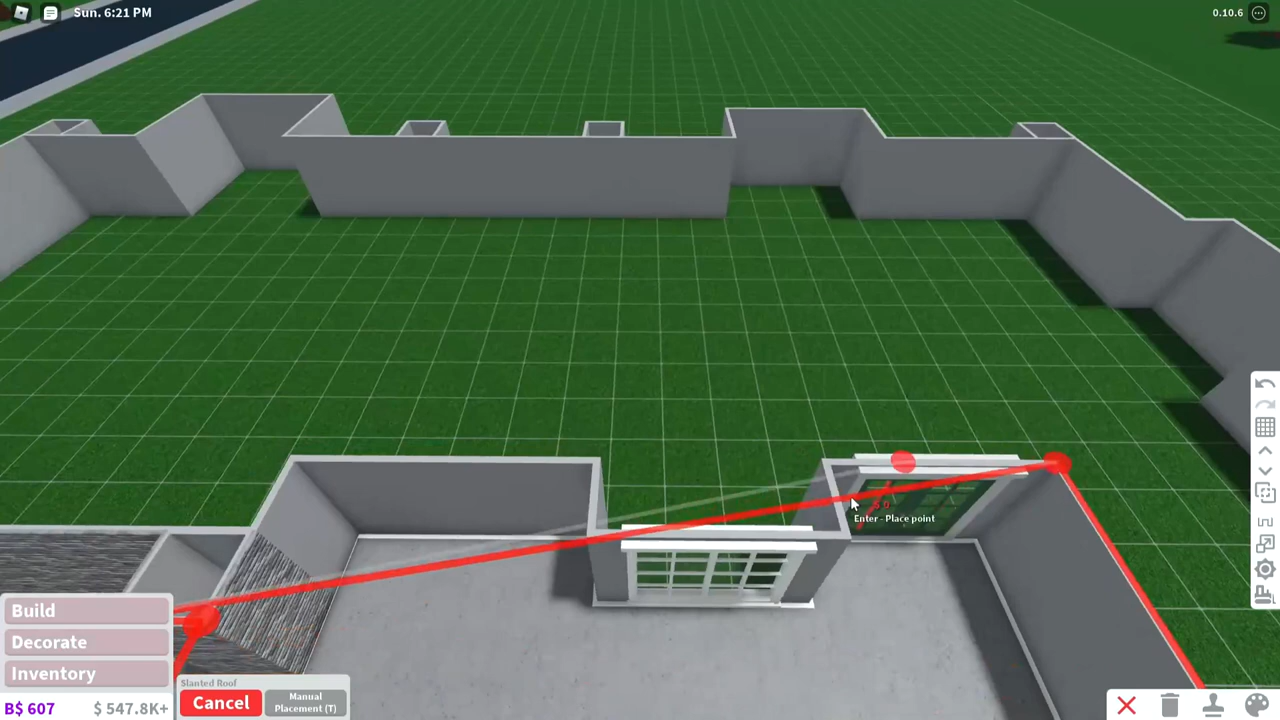 Sun. 6:21 PM
0.10.6
Enter - Place point
Build
Decorate
Inventory
B$ 607
$ 547.8K+
Slanted Roof
Cancel
Manual
Placement (T)